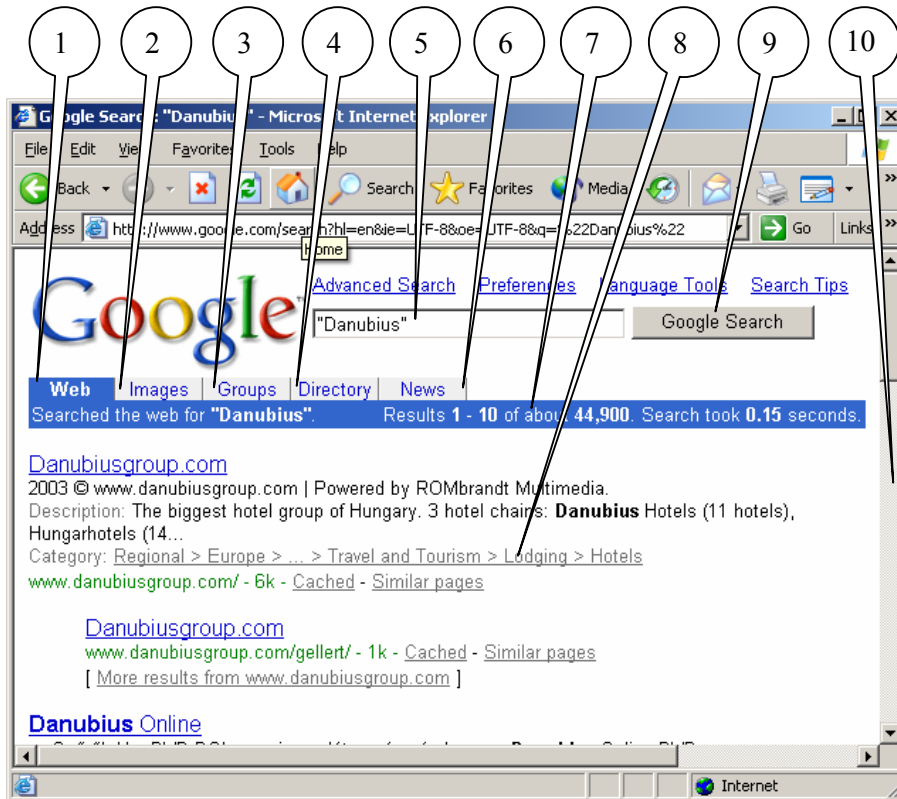 1 2 3 4 5 6 7 8 9 10
Google Search: "Danubius" - Microsoft Internet Explorer
File Edit View Favorites Tools Help
Back Search Favorites Media »
Address http://www.google.com/search?hl=en&ie=UTF-8&oe=UTF-8&q=%22Danubius%22 Go Links »
Home
Google™
Advanced Search Preferences Language Tools Search Tips
"Danubius" Google Search
Web Images Groups Directory News
Searched the web for "Danubius". Results 1 - 10 of about 44,900. Search took 0.15 seconds.
Danubiusgroup.com
2003 © www.danubiusgroup.com | Powered by ROMbrandt Multimedia.
Description: The biggest hotel group of Hungary. 3 hotel chains: Danubius Hotels (11 hotels),
Hungarhotels (14...
Category: Regional > Europe > ... > Travel and Tourism > Lodging > Hotels
www.danubiusgroup.com/ - 6k - Cached - Similar pages
Danubiusgroup.com
www.danubiusgroup.com/gellert/ - 1k - Cached - Similar pages
[ More results from www.danubiusgroup.com ]
Danubius Online
Internet